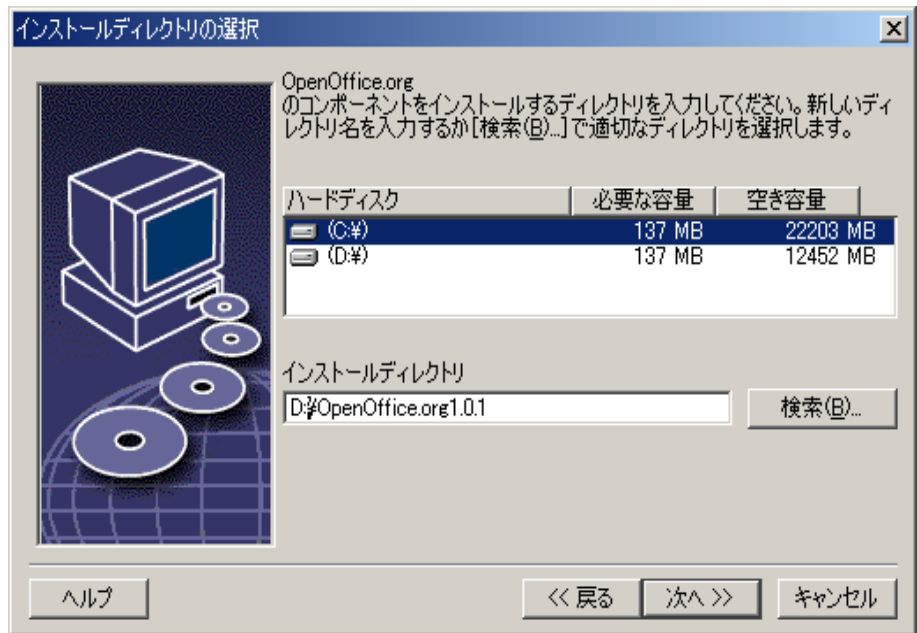 インストールディレクトリの選択
OpenOffice.org
のコンポーネントをインストールするディレクトリを入力してください。新しいディ
レクトリ名を入力するか[検索(B)...]で適切なディレクトリを選択します。
ハードディスク 必要な容量 空き容量
(C:¥) 137 MB 22203 MB
(D:¥) 137 MB 12452 MB
インストールディレクトリ
D:¥OpenOffice.org1.0.1 検索(B)...
ヘルプ << 戻る 次へ >> キャンセル